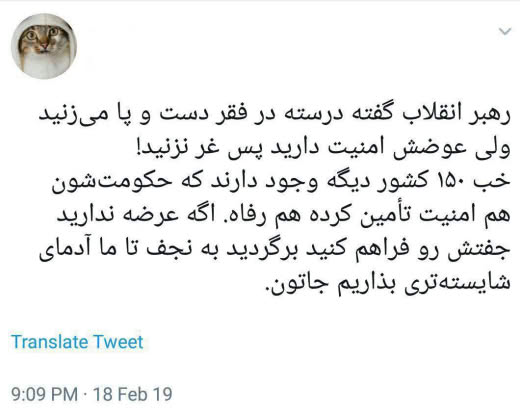 رهبر انقلاب گفته درسته در فقر دست و پا می‌زنید
ولی عوضش امنیت دارید پس غر نزنید!
خب ۱۵۰ کشور دیگه وجود دارند که حکومت‌شون
هم امنیت تأمین کرده هم رفاه. اگه عرضه ندارید
جفتش رو فراهم کنید برگردید به نجف تا ما آدمای
شایسته‌تری بذاریم جاتون.
Translate Tweet
9:09 PM · 18 Feb 19